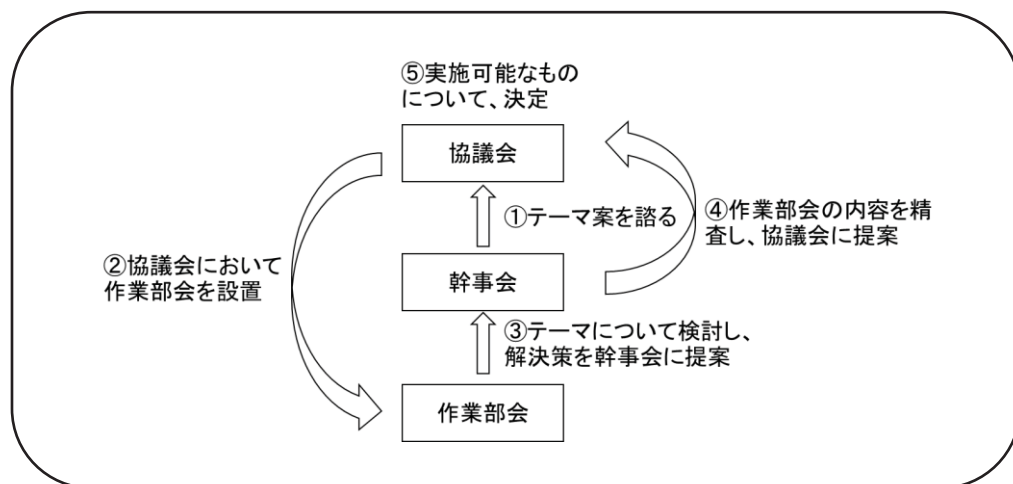 ⑤実施可能なもの
について、決定
協議会
①テーマ案を諮る
④作業部会の内容を精
査し、協議会に提案
②協議会において
作業部会を設置
幹事会
③テーマについて検討し、
解決策を幹事会に提案
作業部会